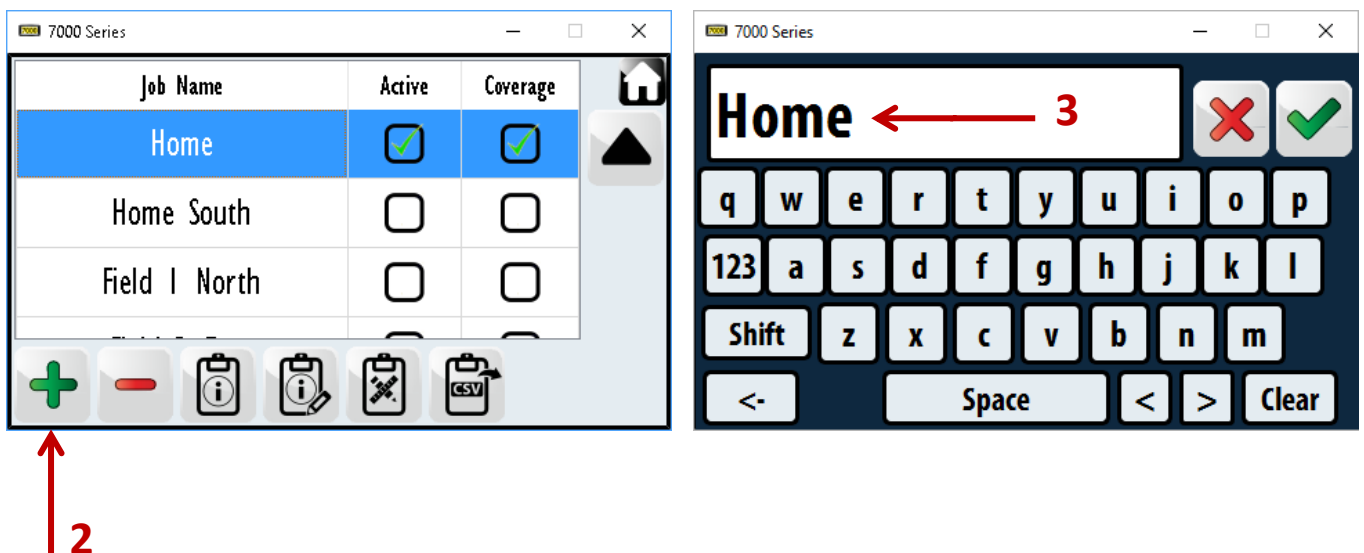 7000 Series
Job Name Active Coverage
Home
Home South
Field 1 North
CSV
2
7000 Series
Home 3
q w e r t y u i o p
123 a s d f g h j k l
Shift z x c v b n m
<- Space < > Clear